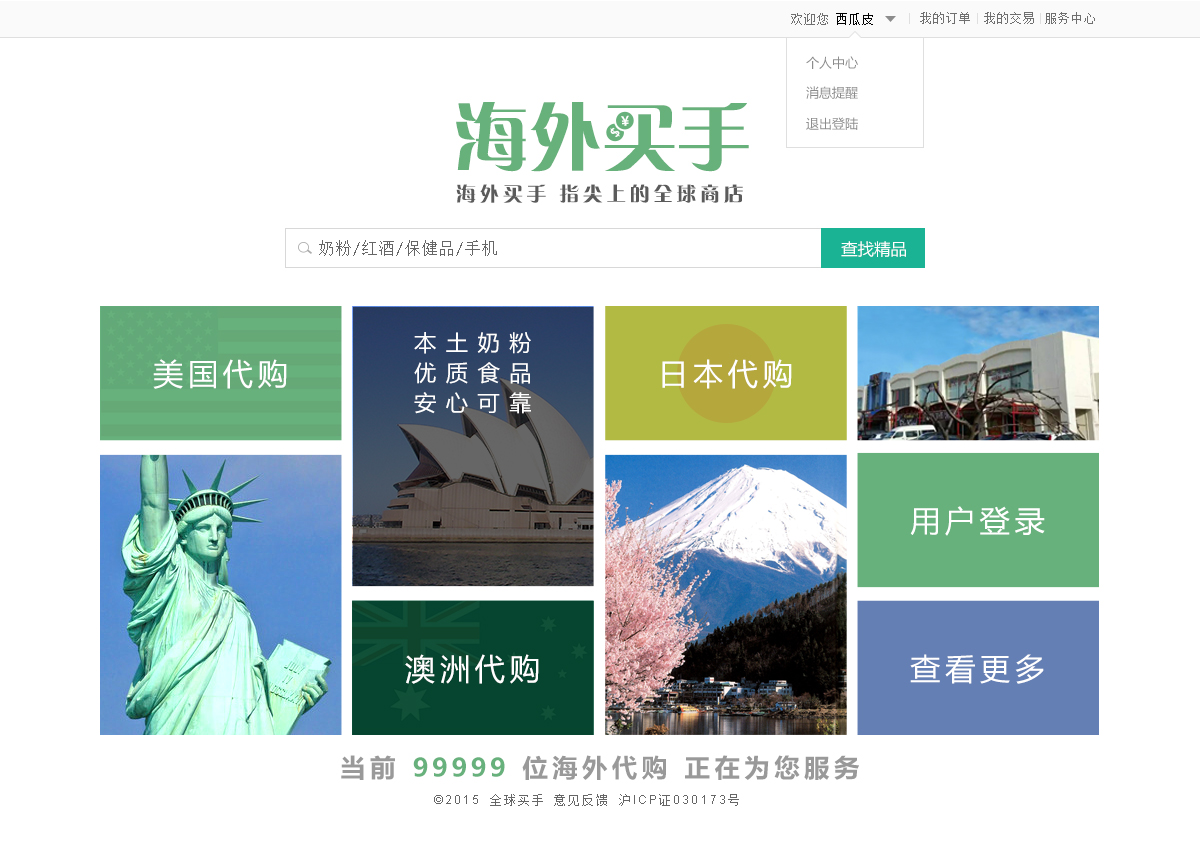 欢迎您 西瓜皮 我的订单 我的交易 服务中心
个人中心
消息提醒
退出登陆
海外买手
海外买手 指尖上的全球商店
奶粉/红酒/保健品/手机 查找精品
美国代购
本土奶粉
优质食品
安心可靠
日本代购
用户登录
澳洲代购
查看更多
当前 99999 位海外代购 正在为您服务
©2015 全球买手 意见反馈 沪ICP证030173号